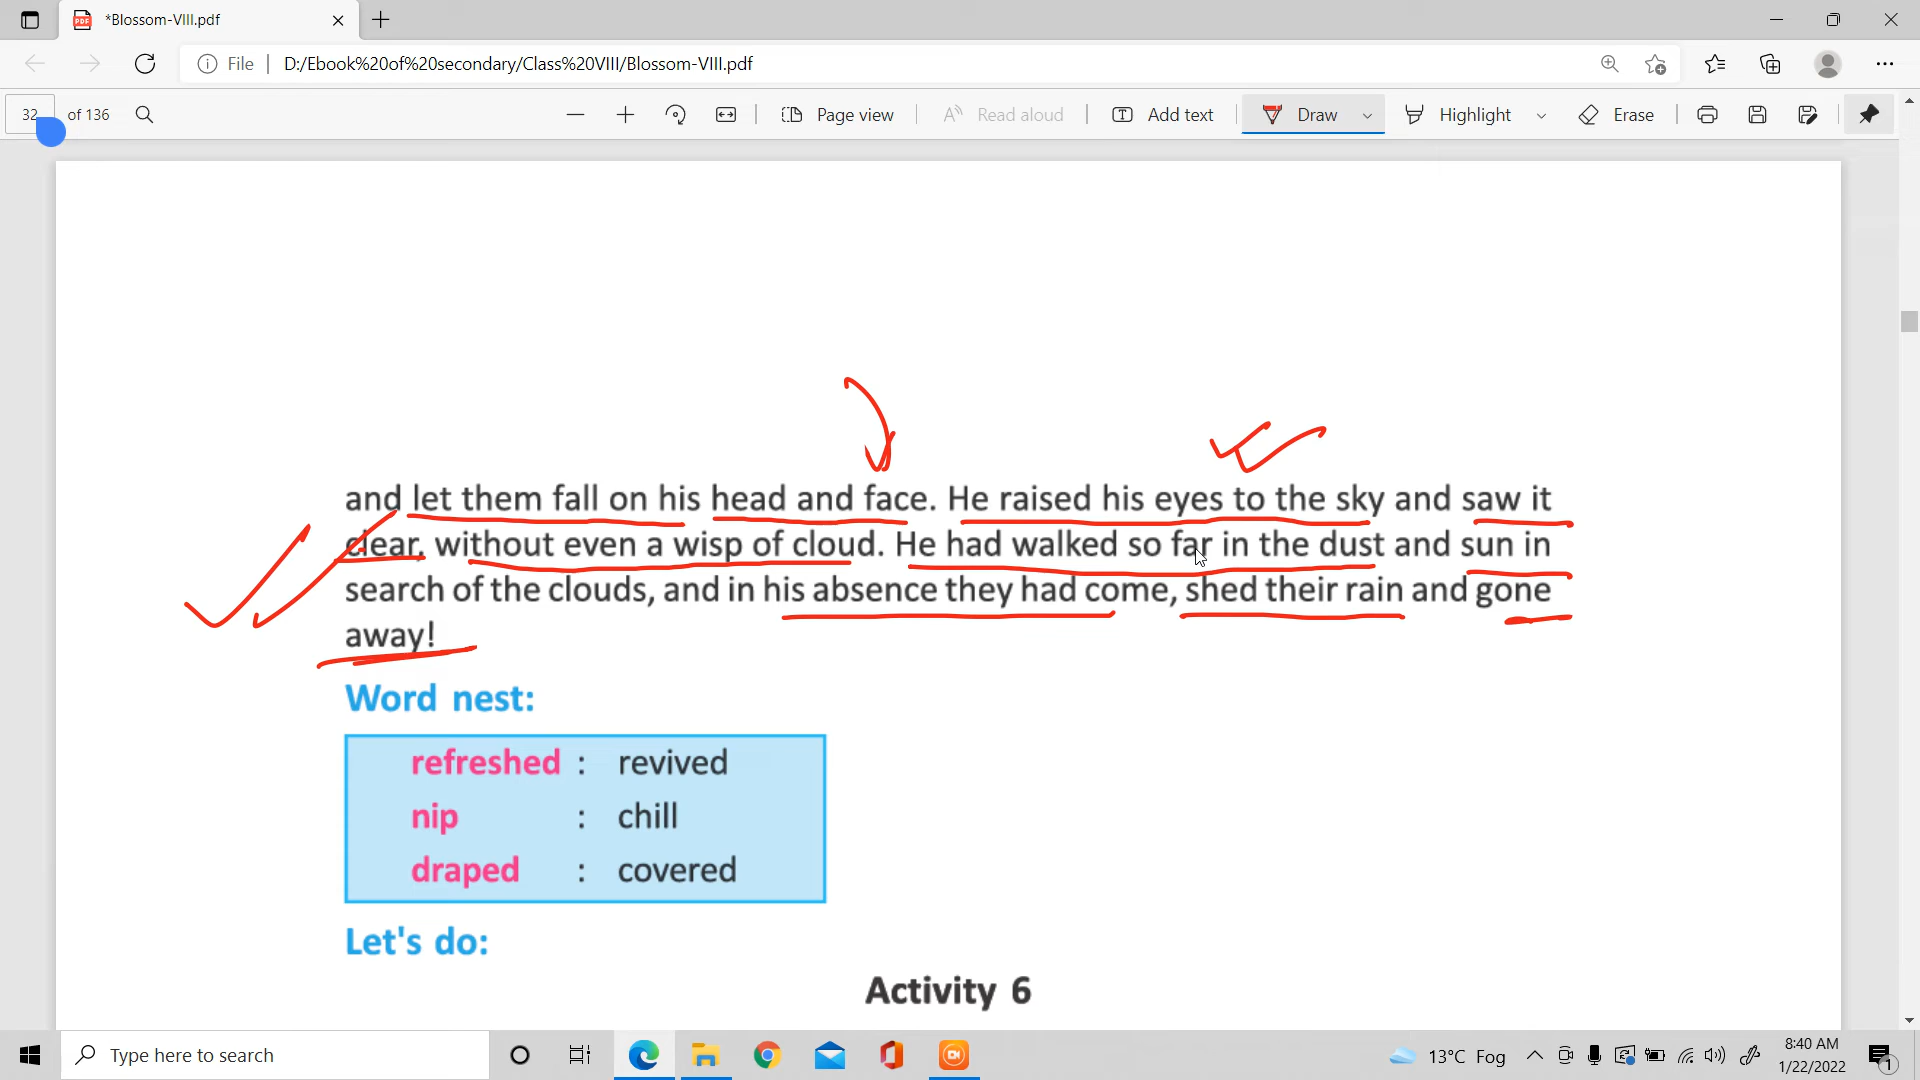 *Blossom-VIII.pdf
File
D:/Ebook%20of%20secondary/Class%20VIII/Blossom-VIII.pdf
32 of 136
Page view
Read aloud
Add text
Draw
Highlight
Erase
and let them fall on his head and face. He raised his eyes to the sky and saw it
clear, without even a wisp of cloud. He had walked so far in the dust and sun in
search of the clouds, and in his absence they had come, shed their rain and gone
away!
Word nest:
refreshed : revived
nip : chill
draped : covered
Let's do:
Activity 6
Type here to search
13°C Fog
8:40 AM
1/22/2022
1